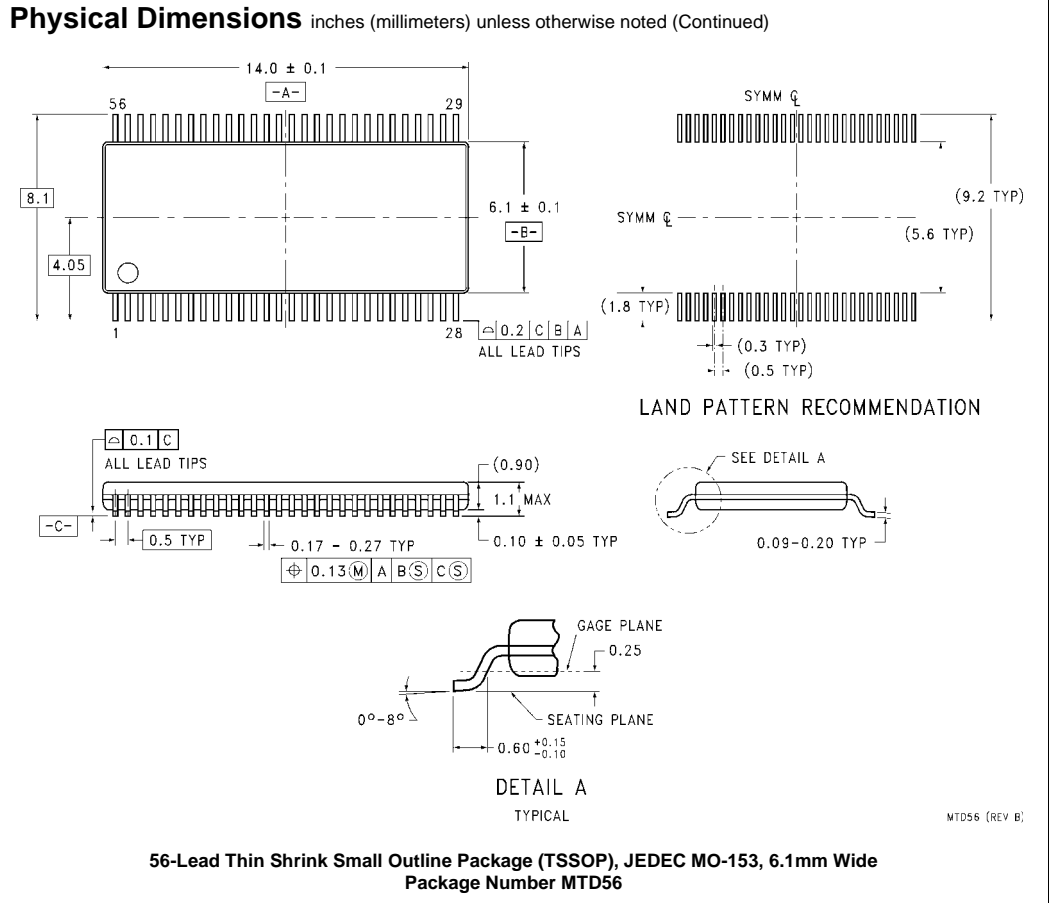 Physical Dimensions inches (millimeters) unless otherwise noted (Continued)
14.0 ± 0.1
-A-
56
29
8.1
4.05
6.1 ± 0.1
-B-
1
28
⌓ 0.2 C B A
ALL LEAD TIPS
SYMM ℄
SYMM ℄
(9.2 TYP)
(5.6 TYP)
(1.8 TYP)
(0.3 TYP)
(0.5 TYP)
LAND PATTERN RECOMMENDATION
⌓ 0.1 C
ALL LEAD TIPS
(0.90)
1.1 MAX
-C-
0.5 TYP
0.17 - 0.27 TYP
0.10 ± 0.05 TYP
⌖ 0.13 Ⓜ A B Ⓢ C Ⓢ
SEE DETAIL A
0.09-0.20 TYP
GAGE PLANE
0.25
0°-8°
SEATING PLANE
0.60 +0.15 -0.10
DETAIL A
TYPICAL
MTD56 (REV B)
56-Lead Thin Shrink Small Outline Package (TSSOP), JEDEC MO-153, 6.1mm Wide
Package Number MTD56